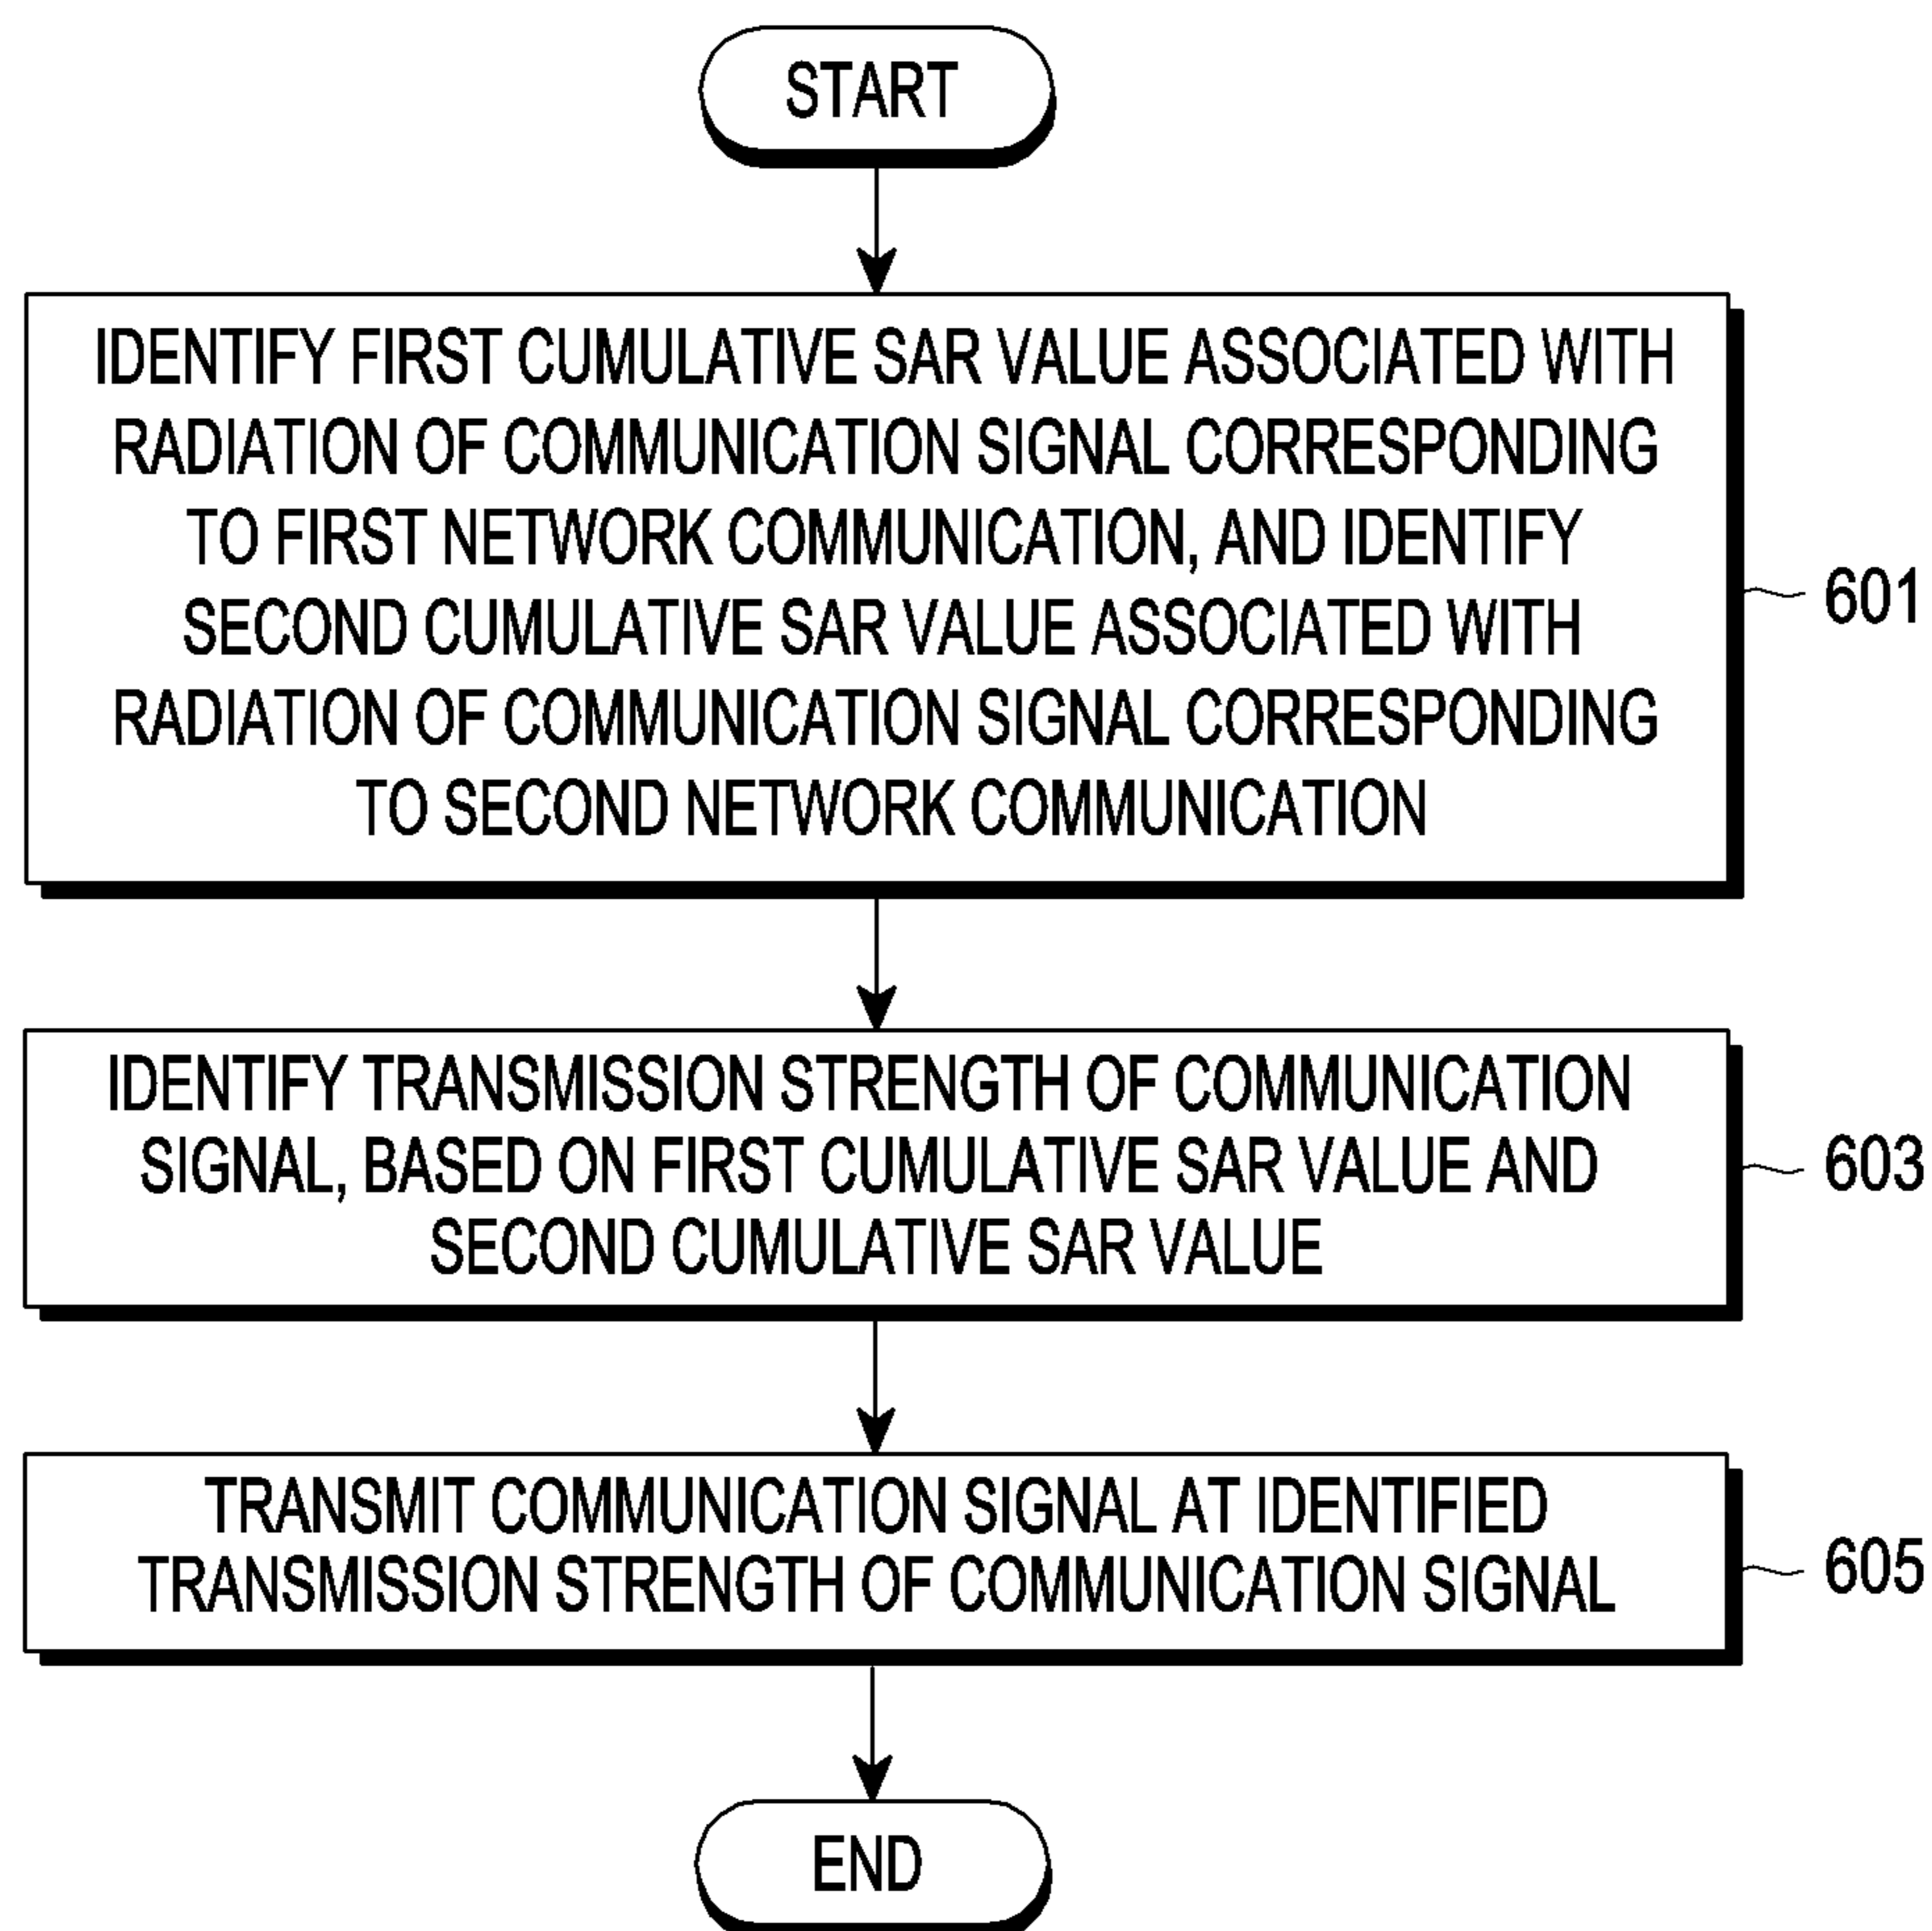 START
IDENTIFY FIRST CUMULATIVE SAR VALUE ASSOCIATED WITH
RADIATION OF COMMUNICATION SIGNAL CORRESPONDING
TO FIRST NETWORK COMMUNICATION, AND IDENTIFY
SECOND CUMULATIVE SAR VALUE ASSOCIATED WITH
RADIATION OF COMMUNICATION SIGNAL CORRESPONDING
TO SECOND NETWORK COMMUNICATION
601
IDENTIFY TRANSMISSION STRENGTH OF COMMUNICATION
SIGNAL, BASED ON FIRST CUMULATIVE SAR VALUE AND
SECOND CUMULATIVE SAR VALUE
603
TRANSMIT COMMUNICATION SIGNAL AT IDENTIFIED
TRANSMISSION STRENGTH OF COMMUNICATION SIGNAL
605
END